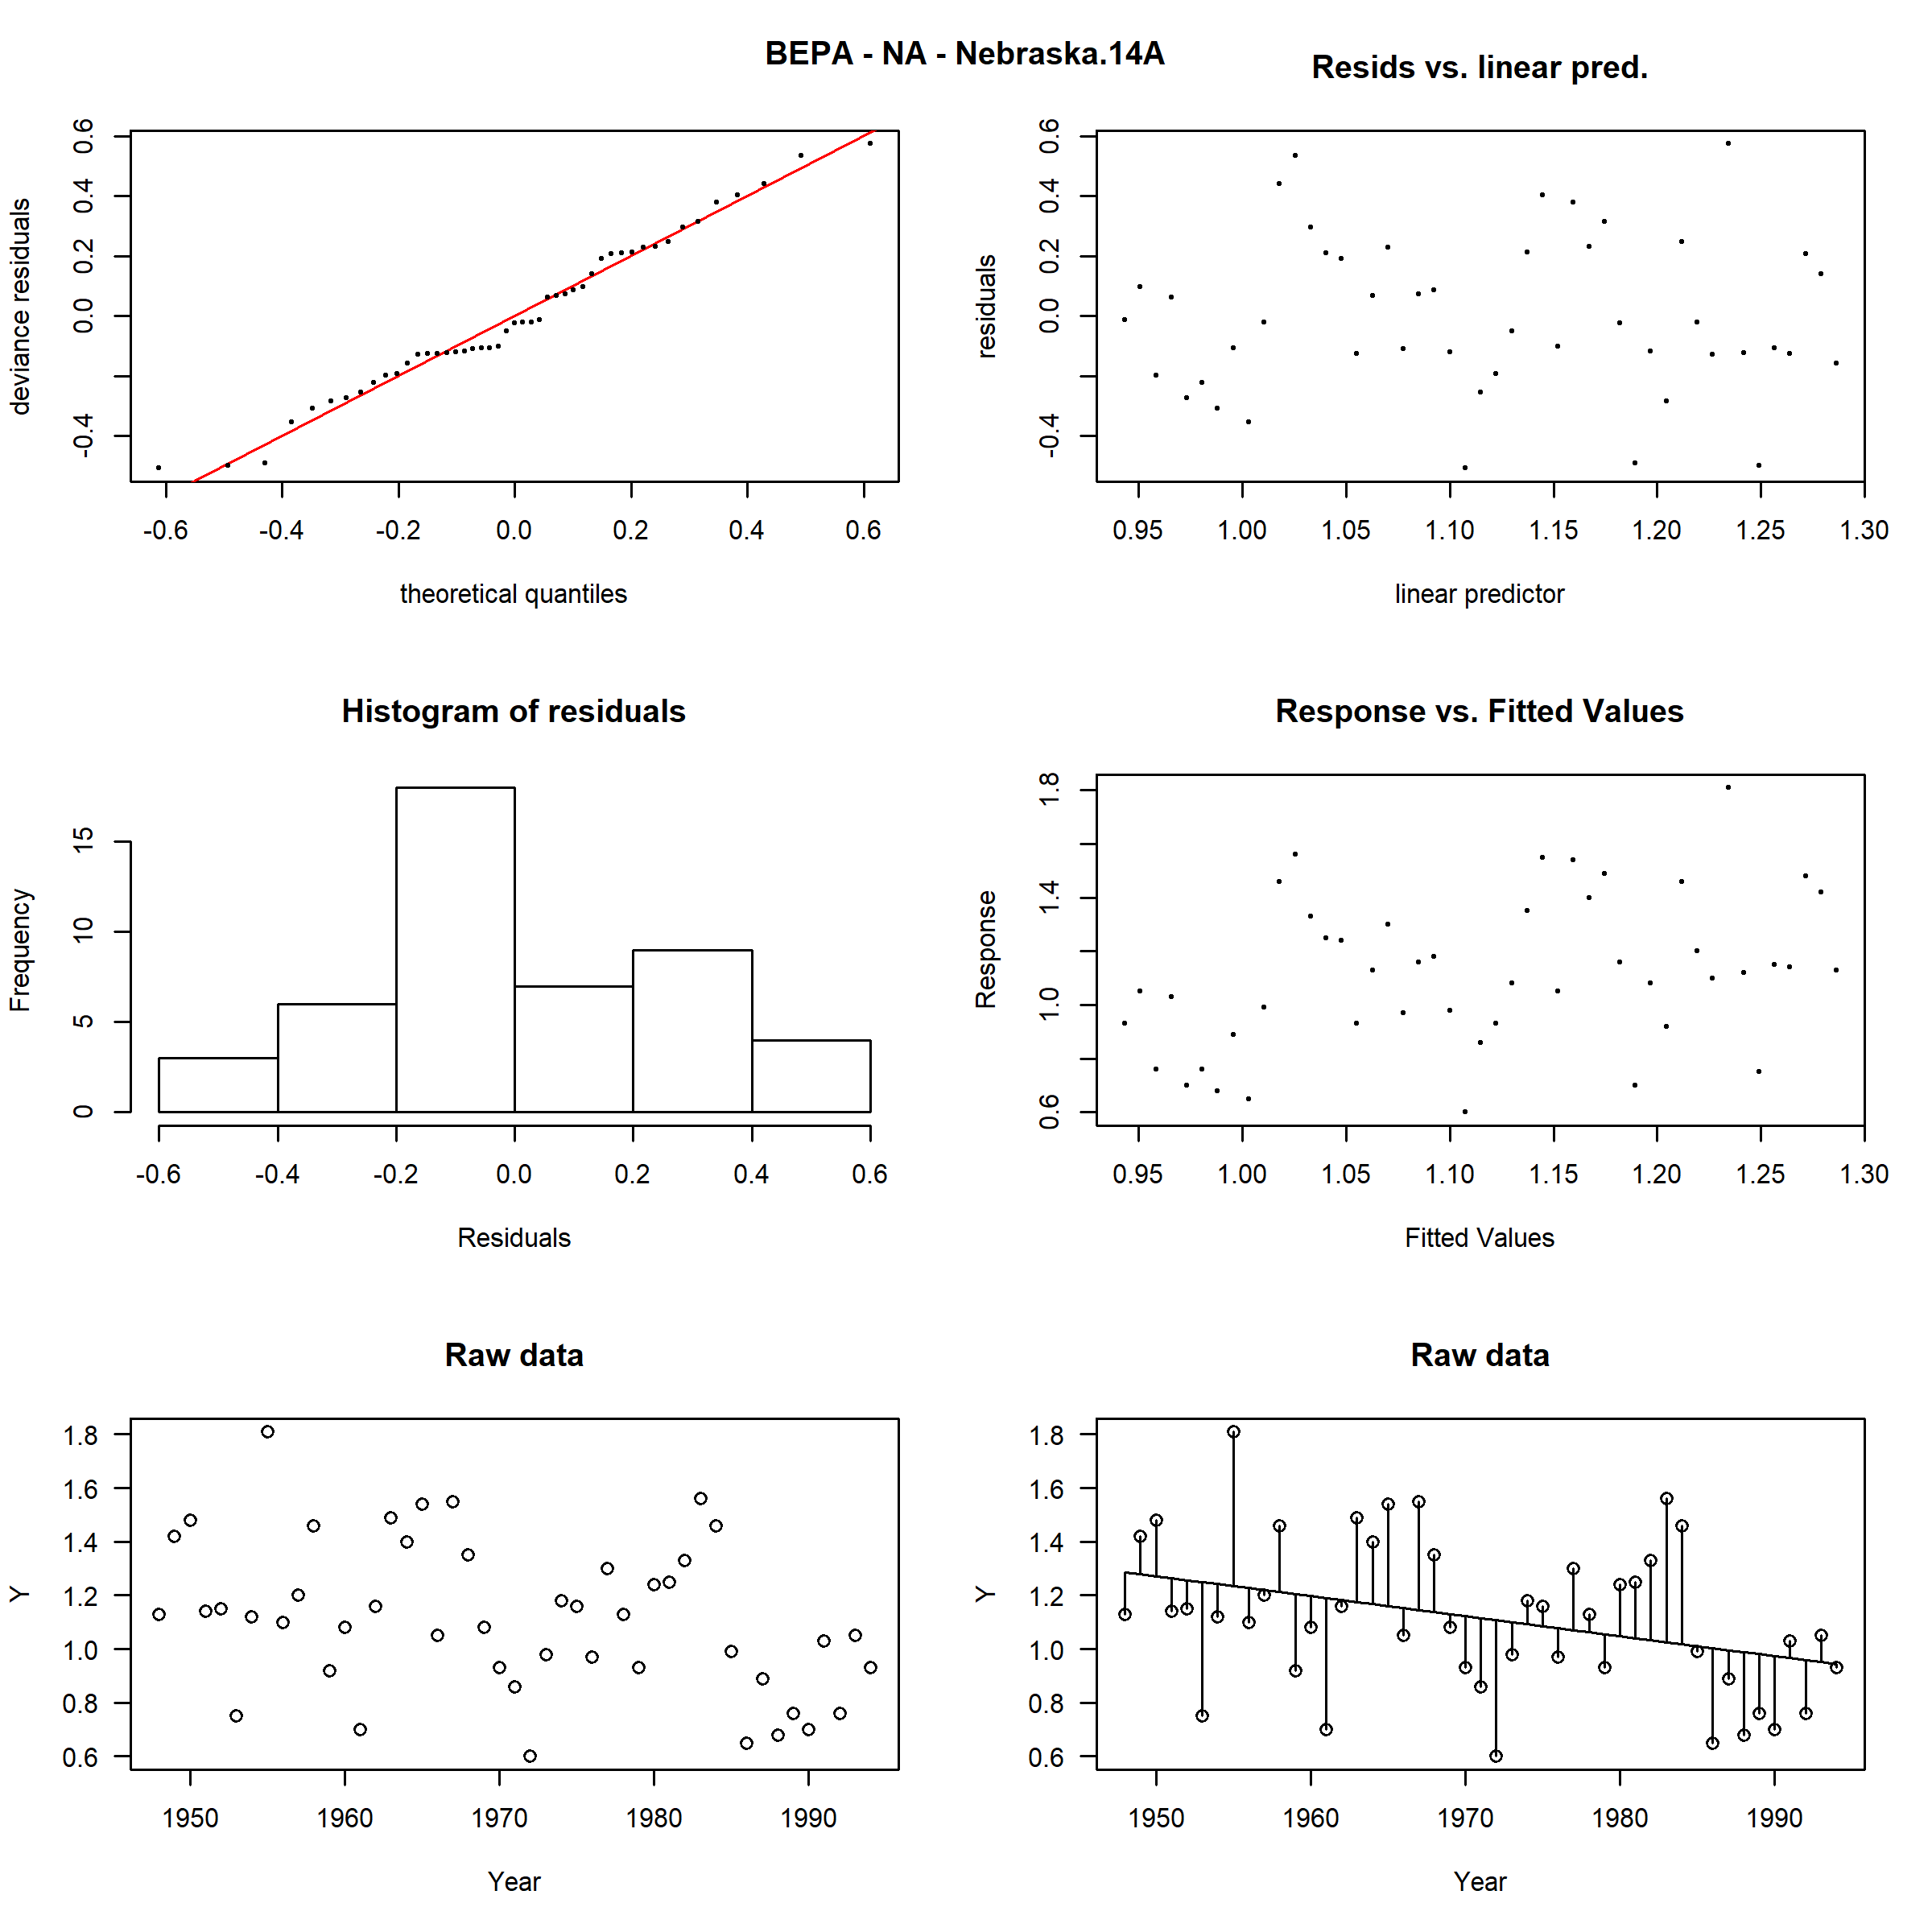 BEPA - NA - Nebraska.14A
Resids vs. linear pred.
deviance residuals
0.6
0.4
0.2
0.0
-0.4
-0.6 -0.4 -0.2 0.0 0.2 0.4 0.6
theoretical quantiles
residuals
0.6
0.4
0.2
0.0
-0.4
0.95 1.00 1.05 1.10 1.15 1.20 1.25 1.30
linear predictor
Histogram of residuals
Frequency
15
10
5
0
-0.6 -0.4 -0.2 0.0 0.2 0.4 0.6
Residuals
Response vs. Fitted Values
Response
1.8
1.4
1.0
0.6
0.95 1.00 1.05 1.10 1.15 1.20 1.25 1.30
Fitted Values
Raw data
Y
1.8
1.6
1.4
1.2
1.0
0.8
0.6
1950 1960 1970 1980 1990
Year
Raw data
Y
1.8
1.6
1.4
1.2
1.0
0.8
0.6
1950 1960 1970 1980 1990
Year